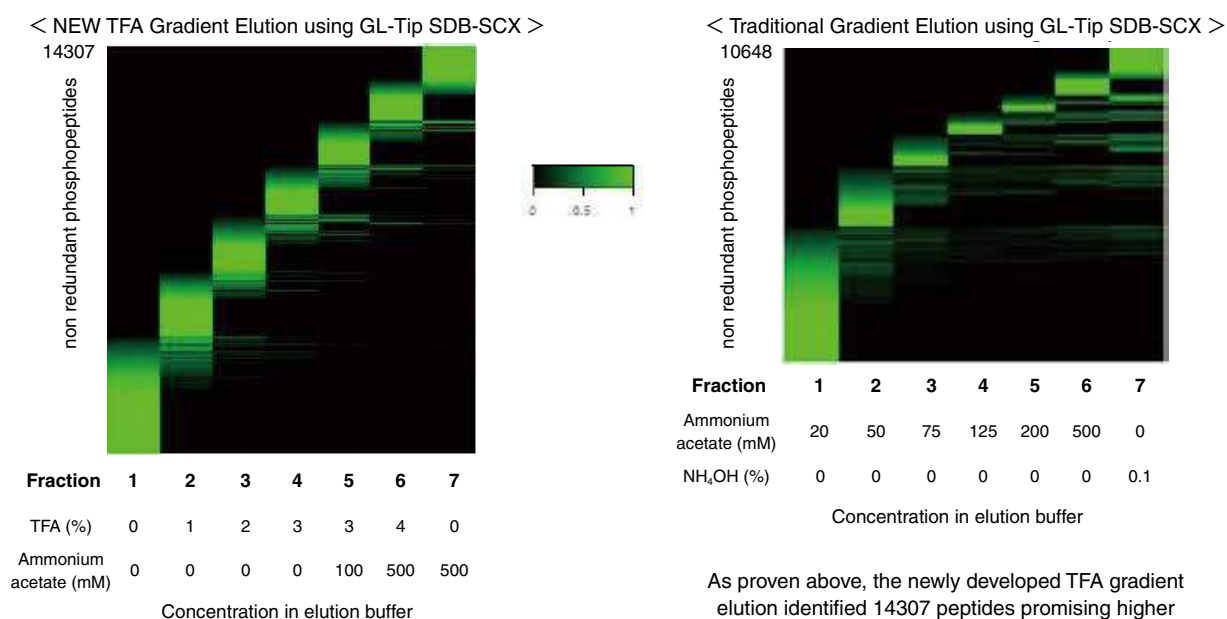 < NEW TFA Gradient Elution using GL-Tip SDB-SCX >
14307
non redundant phosphopeptides
Fraction 1 2 3 4 5 6 7
TFA (%) 0 1 2 3 3 4 0
Ammonium
acetate (mM) 0 0 0 0 100 500 500
Concentration in elution buffer
0 0.5 1
< Traditional Gradient Elution using GL-Tip SDB-SCX >
10648
non redundant phosphopeptides
Fraction 1 2 3 4 5 6 7
Ammonium
acetate (mM) 20 50 75 125 200 500 0
NH₄OH (%) 0 0 0 0 0 0 0.1
Concentration in elution buffer
As proven above, the newly developed TFA gradient
elution identified 14307 peptides promising higher